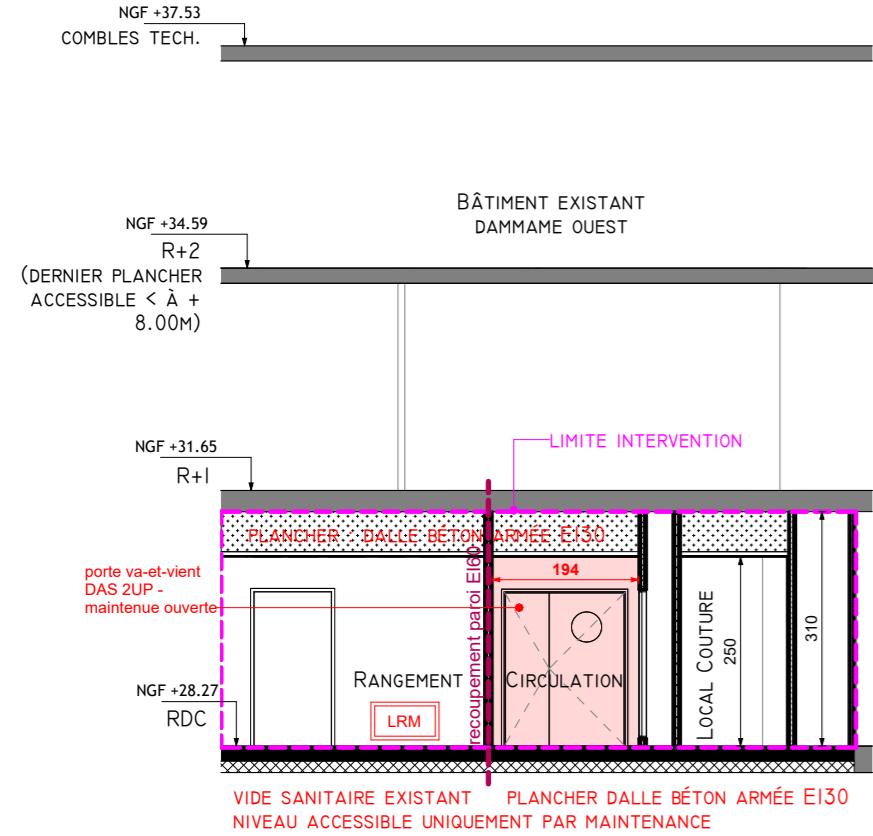 NGF +37.53
COMBLES TECH.
BÂTIMENT EXISTANT
DAMMAME OUEST
NGF +34.59
R+2
(DERNIER PLANCHER
ACCESSIBLE < À +
8.00M)
LIMITE INTERVENTION
NGF +31.65
R+1
PLANCHER : DALLE BÉTON ARMÉE EI30
porte va-et-vient
DAS 2UP -
maintenue ouverte
194
recoupement paroi EI60
RANGEMENT
CIRCULATION
LOCAL COUTURE
250
310
NGF +28.27
RDC
LRM
VIDE SANITAIRE EXISTANT
PLANCHER DALLE BÉTON ARMÉE EI30
NIVEAU ACCESSIBLE UNIQUEMENT PAR MAINTENANCE